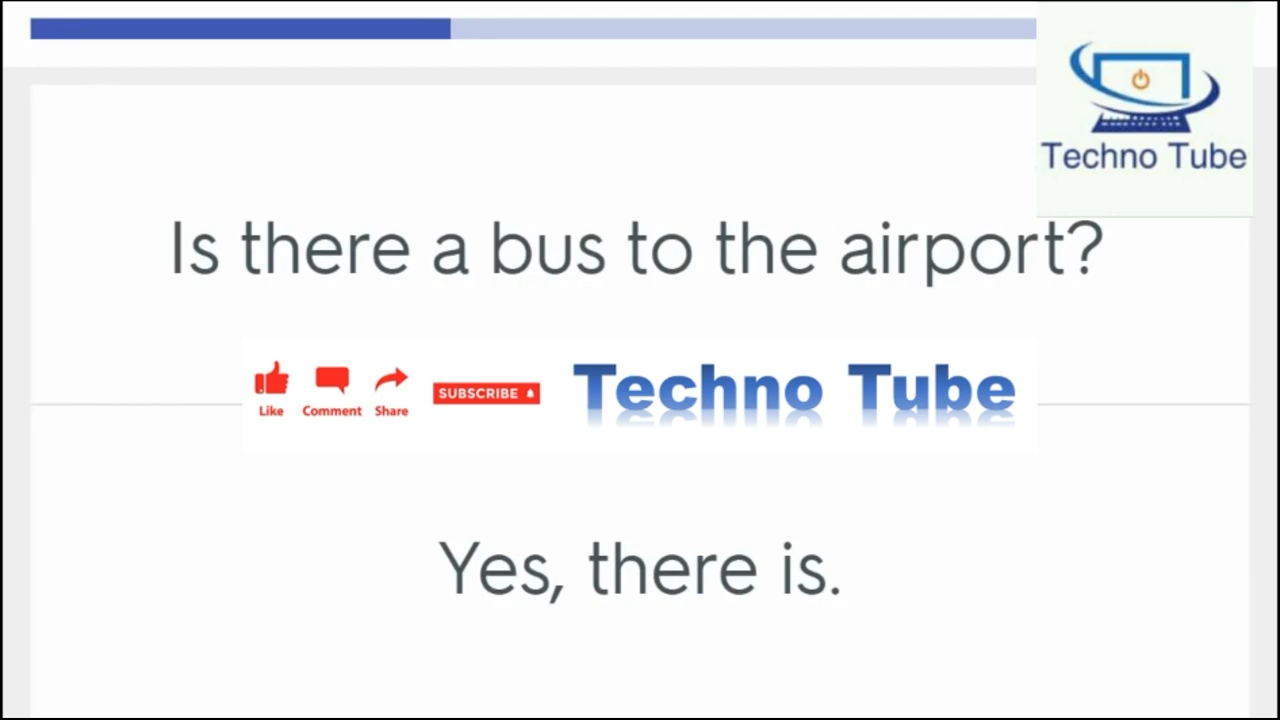 Techno Tube
Is there a bus to the airport?
Like Comment Share SUBSCRIBE Techno Tube
Yes, there is.